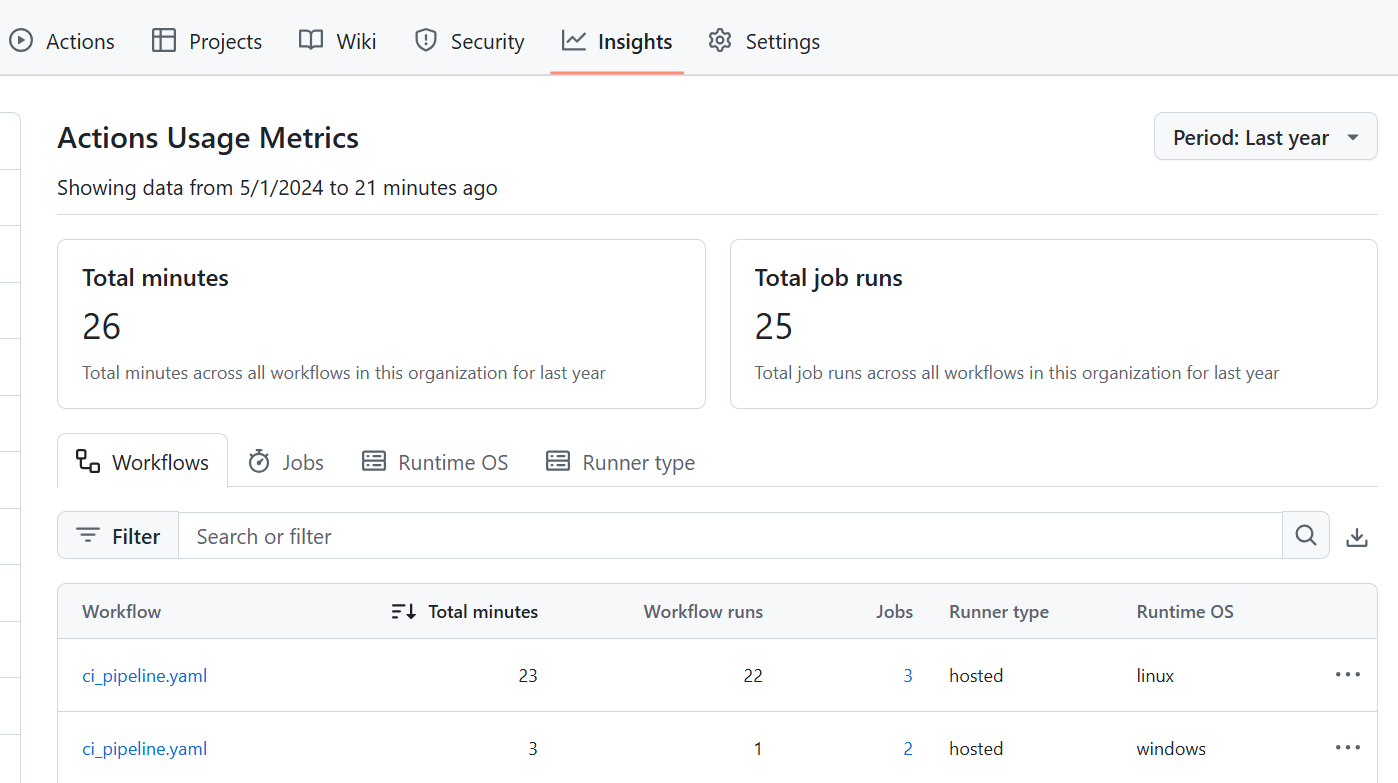 Actions Projects Wiki Security Insights Settings
Actions Usage Metrics
Period: Last year
Showing data from 5/1/2024 to 21 minutes ago
Total minutes
26
Total minutes across all workflows in this organization for last year
Total job runs
25
Total job runs across all workflows in this organization for last year
Workflows Jobs Runtime OS Runner type
Filter Search or filter
Workflow Total minutes Workflow runs Jobs Runner type Runtime OS
ci_pipeline.yaml 23 22 3 hosted linux
ci_pipeline.yaml 3 1 2 hosted windows